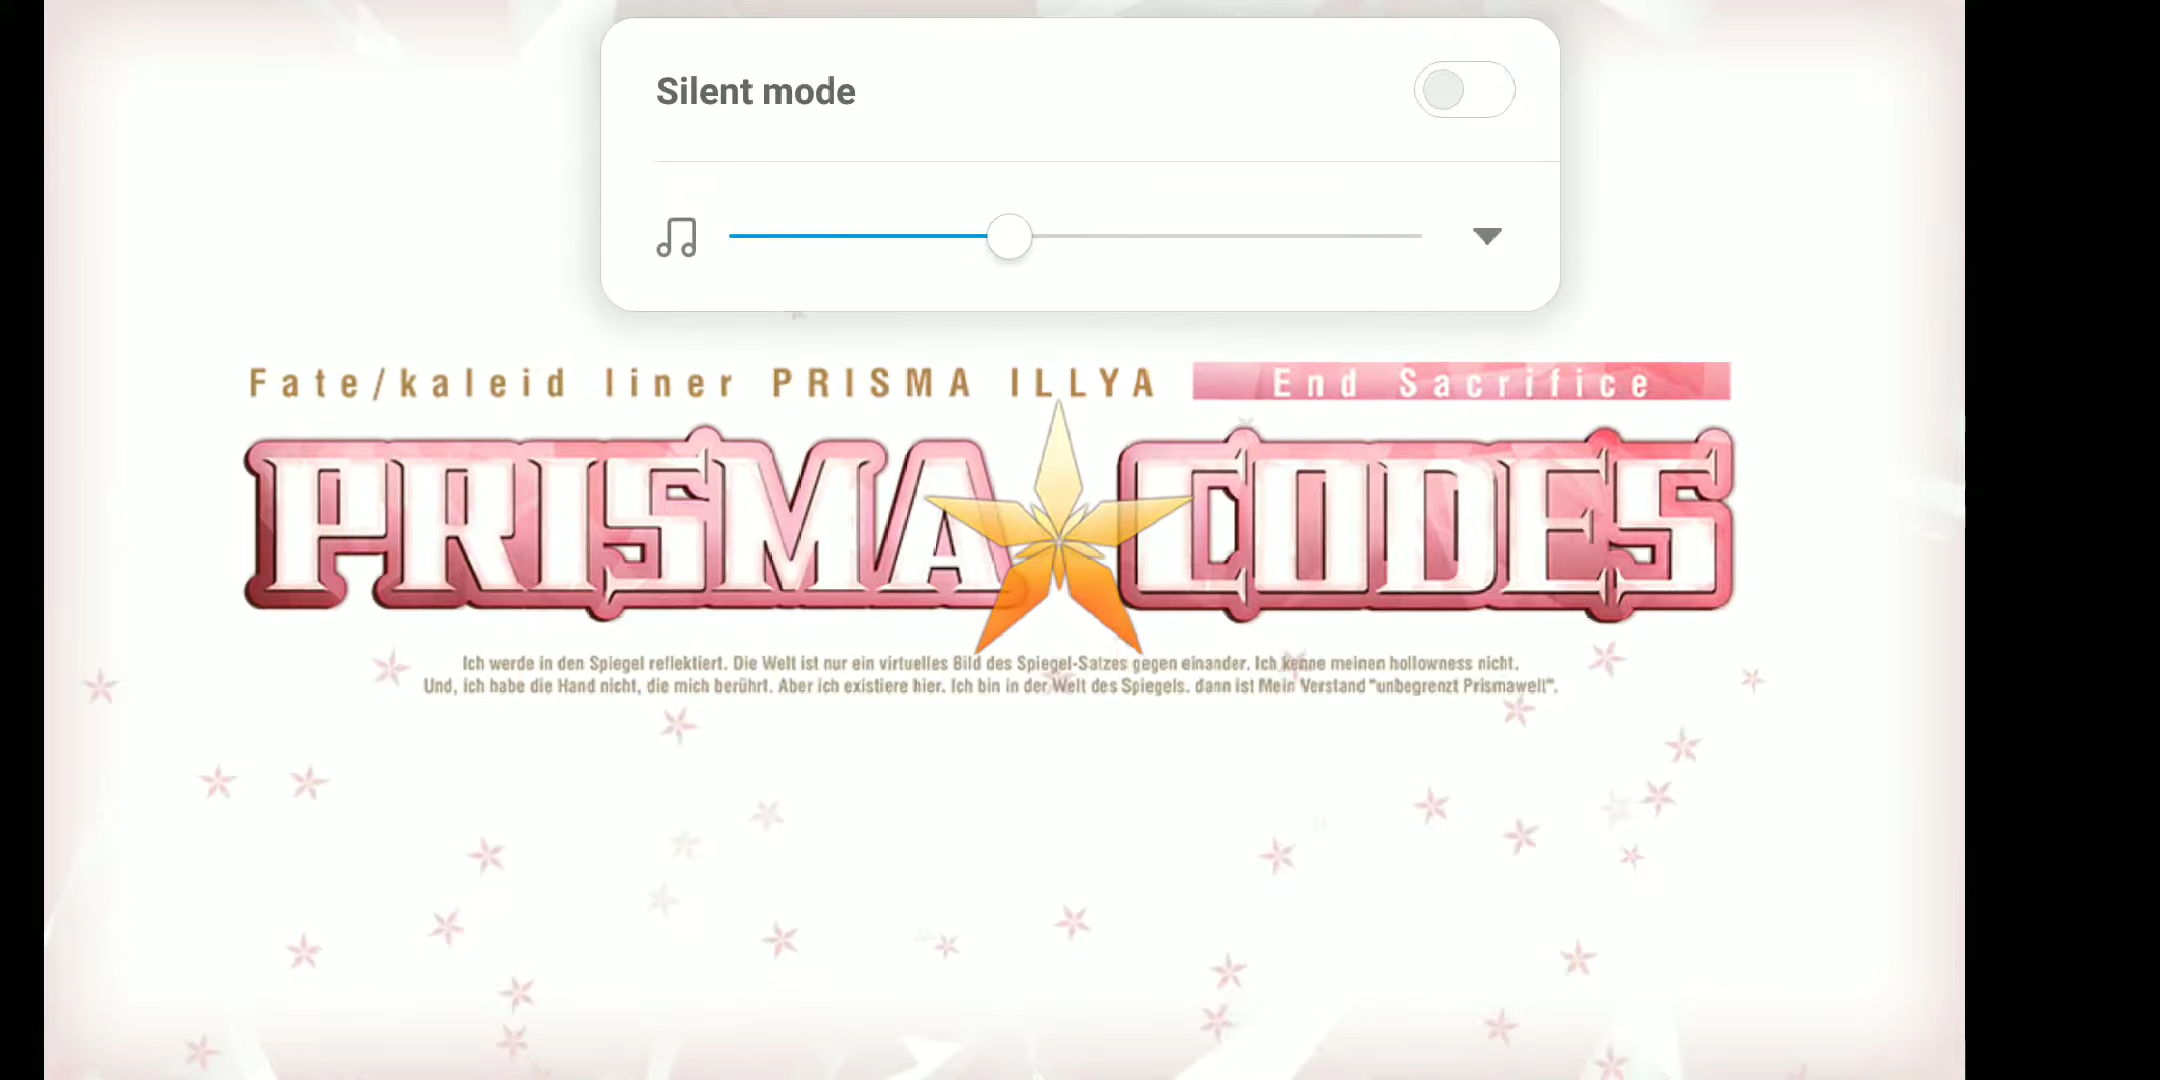 Silent mode
Fate/kaleid liner PRISMA ILLYA End Sacrifice
PRISMA CODES
Ich werde in den Spiegel reflektiert. Die Welt ist nur ein virtuelles Bild des Spiegel-Satzes gegen einander. Ich kenne meinen hollowness nicht.
Und, ich habe die Hand nicht, die mich berührt. Aber ich existiere hier. Ich bin in der Welt des Spiegels. dann ist Mein Verstand "unbegrenzt Prismawelt".